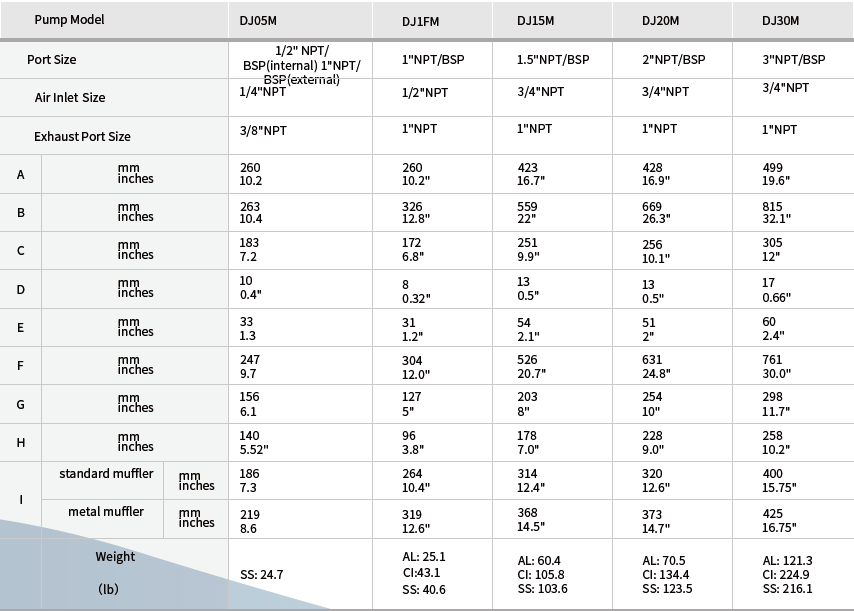 Pump Model DJ05M DJ1FM DJ15M DJ20M DJ30M
Port Size 1/2" NPT/ BSP(internal) 1"NPT/ BSP(external) 1"NPT/BSP 1.5"NPT/BSP 2"NPT/BSP 3"NPT/BSP
Air Inlet Size 1/4"NPT 1/2"NPT 3/4"NPT 3/4"NPT 3/4"NPT
Exhaust Port Size 3/8"NPT 1"NPT 1"NPT 1"NPT 1"NPT
A mm 260 260 423 428 499
inches 10.2 10.2" 16.7" 16.9" 19.6"
B mm 263 326 559 669 815
inches 10.4 12.8" 22" 26.3" 32.1"
C mm 183 172 251 256 305
inches 7.2 6.8" 9.9" 10.1" 12"
D mm 10 8 13 13 17
inches 0.4" 0.32" 0.5" 0.5" 0.66"
E mm 33 31 54 51 60
inches 1.3 1.2" 2.1" 2" 2.4"
F mm 247 304 526 631 761
inches 9.7 12.0" 20.7" 24.8" 30.0"
G mm 156 127 203 254 298
inches 6.1 5" 8" 10" 11.7"
H mm 140 96 178 228 258
inches 5.52" 3.8" 7.0" 9.0" 10.2"
I standard muffler mm 186 264 314 320 400
inches 7.3 10.4" 12.4" 12.6" 15.75"
metal muffler mm 219 319 368 373 425
inches 8.6 12.6" 14.5" 14.7" 16.75"
Weight AL: 25.1 AL: 60.4 AL: 70.5 AL: 121.3
SS: 24.7 CI:43.1 CI: 105.8 CI: 134.4 CI: 224.9
(lb) SS: 40.6 SS: 103.6 SS: 123.5 SS: 216.1